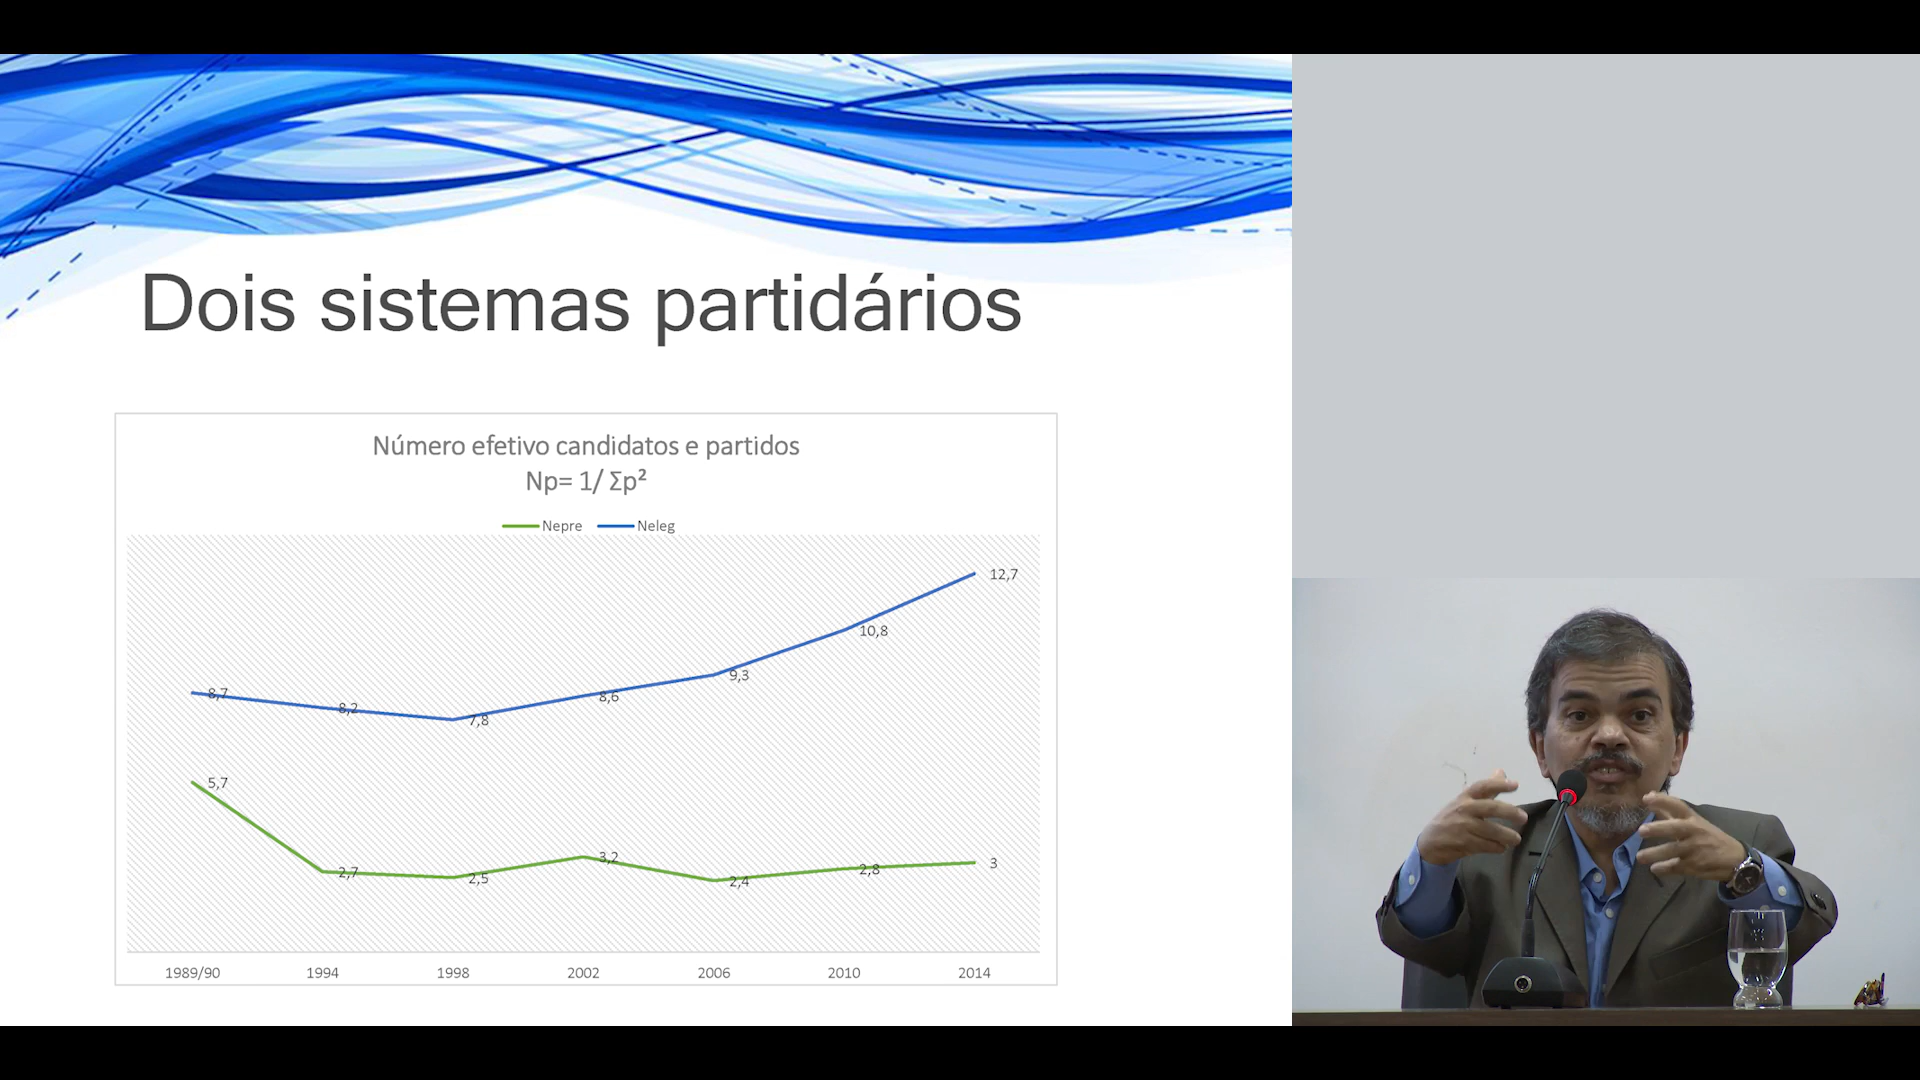 Dois sistemas partidários
Número efetivo candidatos e partidos
Np= 1/ Σp²
Nepre Neleg
12,7
10,8
9,3
8,7
8,2
7,8
8,6
5,7
2,7
2,5
3,2
2,4
2,8
3
1989/90 1994 1998 2002 2006 2010 2014